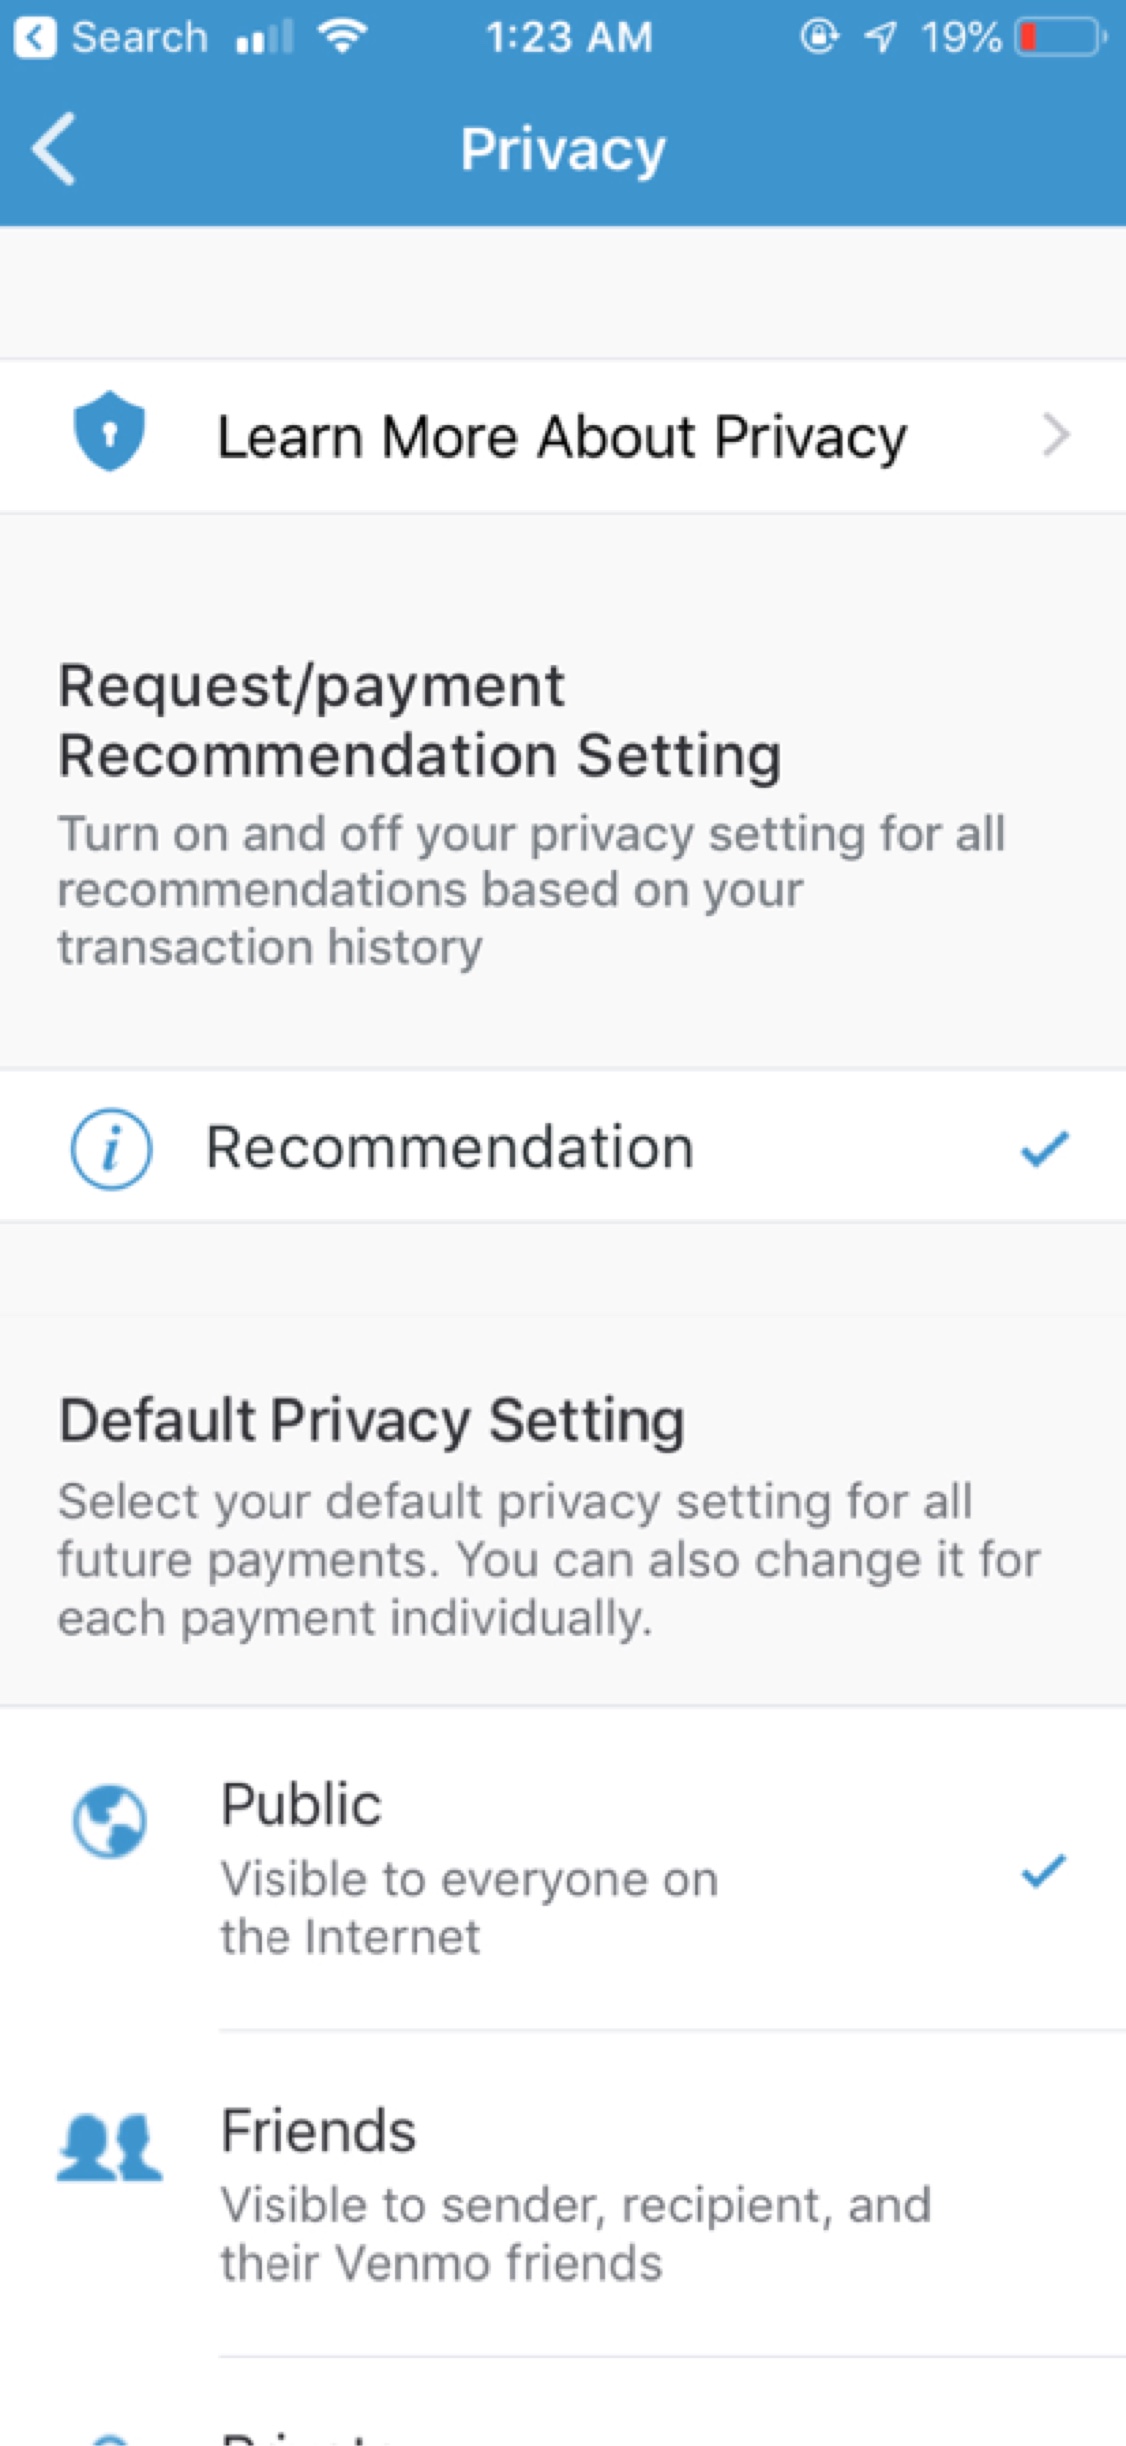 Search 1:23 AM 19%
Privacy
Learn More About Privacy
Request/payment
Recommendation Setting
Turn on and off your privacy setting for all
recommendations based on your
transaction history
i Recommendation
Default Privacy Setting
Select your default privacy setting for all
future payments. You can also change it for
each payment individually.
Public
Visible to everyone on
the Internet
Friends
Visible to sender, recipient, and
their Venmo friends